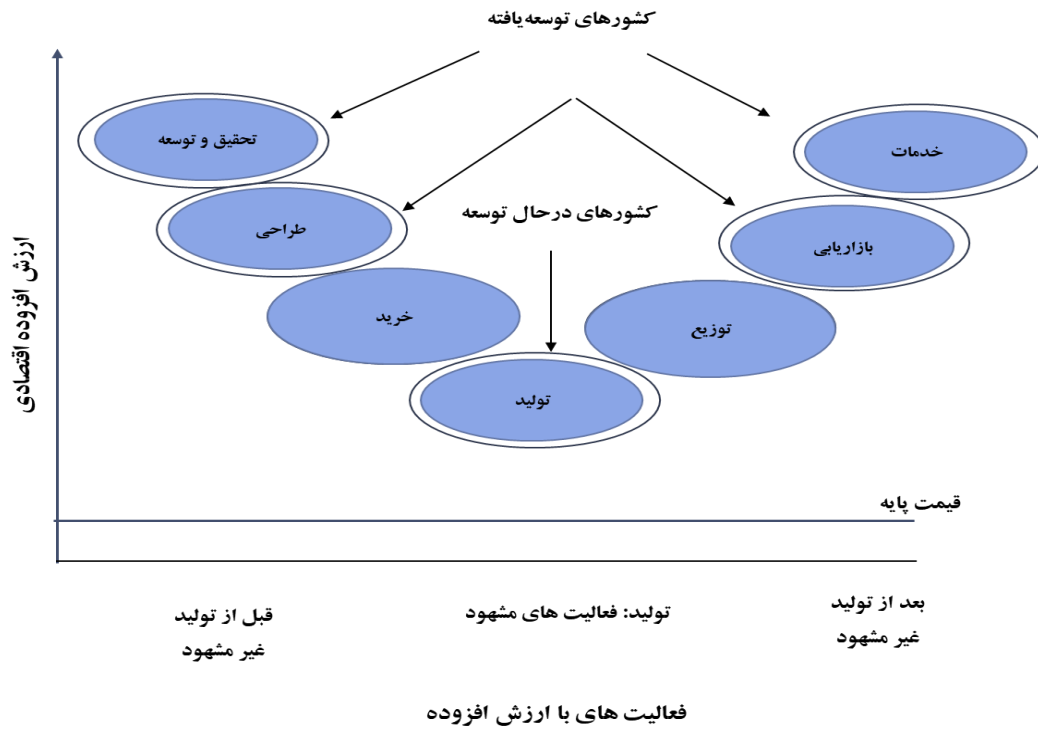 کشورهای توسعه‌یافته
تحقیق و توسعه
خدمات
طراحی
کشورهای درحال توسعه
بازاریابی
خرید
توزیع
تولید
ارزش افزوده اقتصادی
قیمت پایه
بعد از تولید
غیر مشهود
تولید: فعالیت های مشهود
قبل از تولید
غیر مشهود
فعالیت های با ارزش افزوده